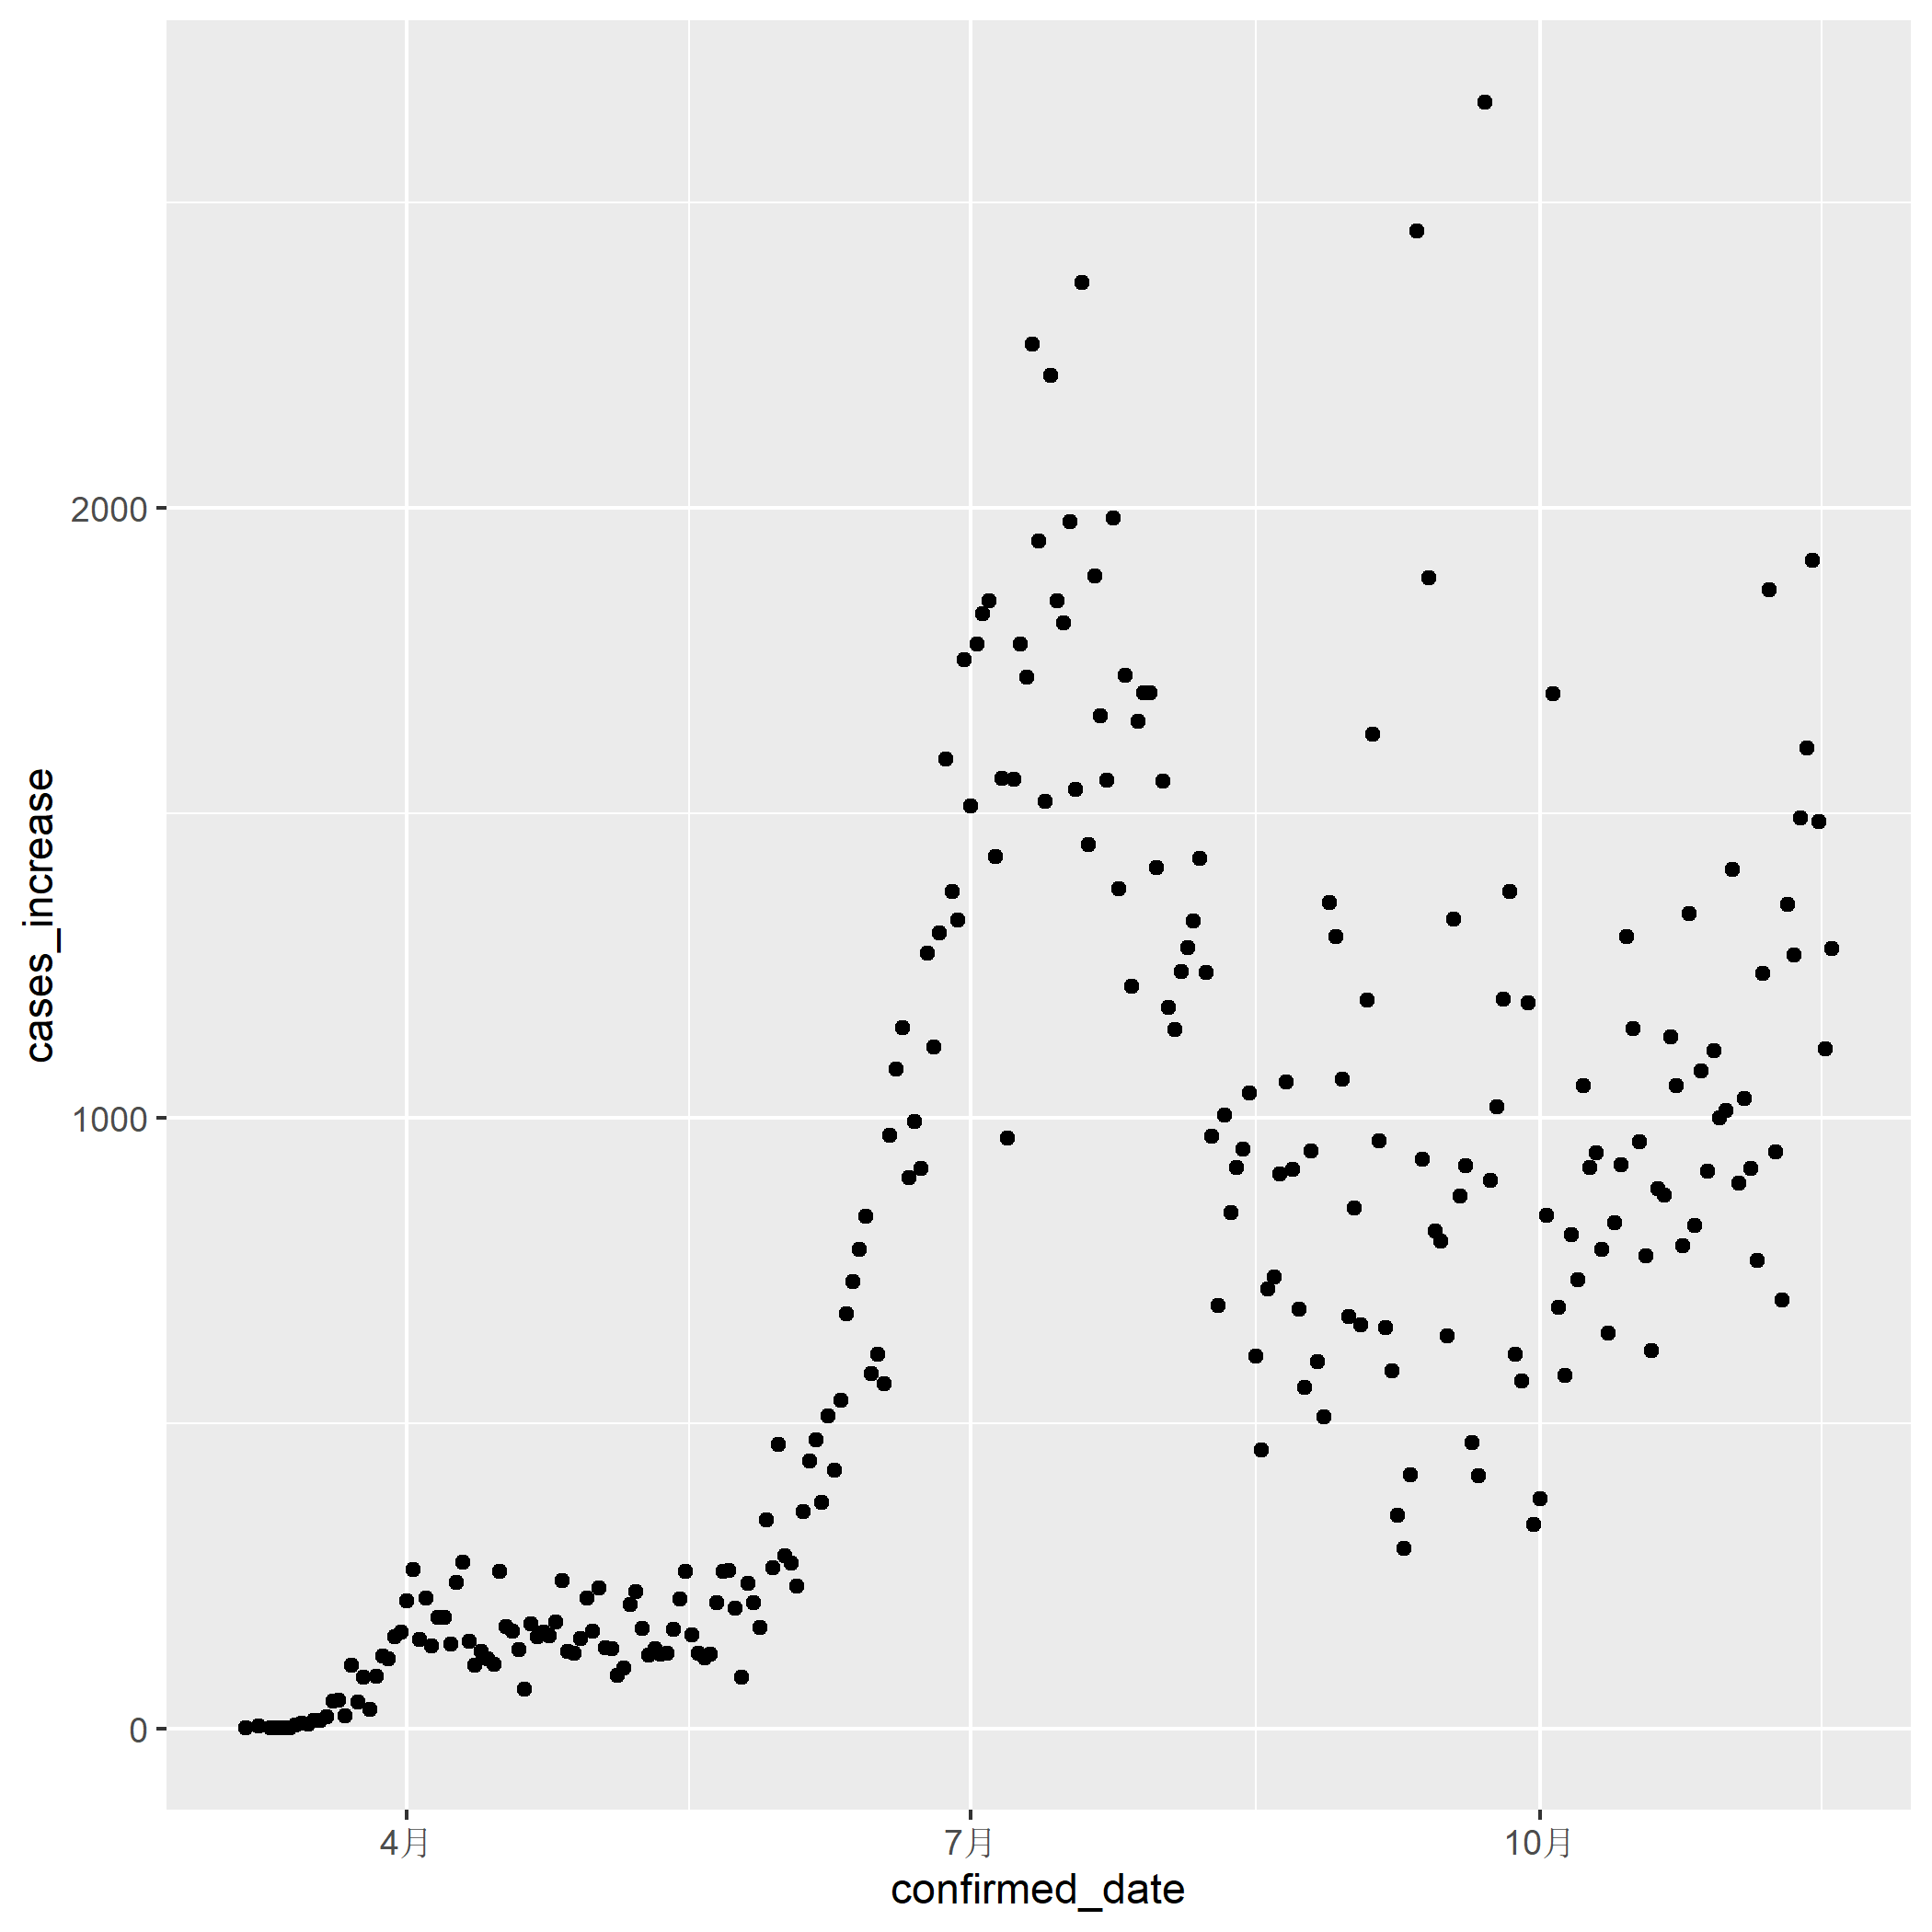 cases_increase
2000
1000
0
4月
7月
10月
confirmed_date